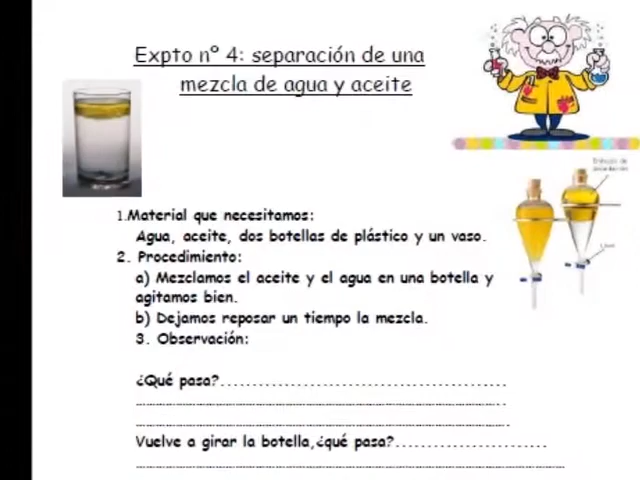 Expto nº 4: separación de una
mezcla de agua y aceite
1.Material que necesitamos:
Agua, aceite, dos botellas de plástico y un vaso.
2. Procedimiento:
a) Mezclamos el aceite y el agua en una botella y
agitamos bien.
b) Dejamos reposar un tiempo la mezcla.
3. Observación:
¿Qué pasa?..............................................
..............................................................
..............................................................
Vuelve a girar la botella,¿qué pasa?........................
......................................................................